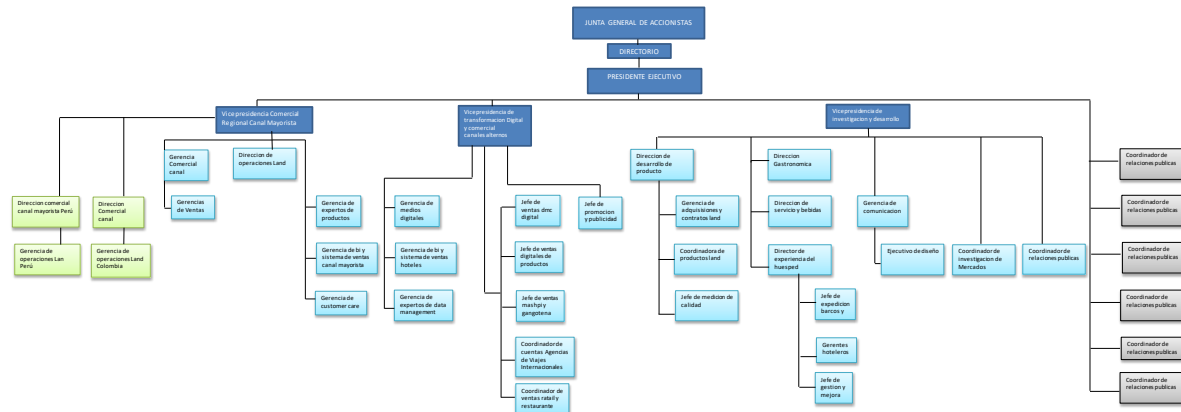 JUNTA GENERAL DE ACCIONISTAS
DIRECTORIO
PRESIDENTE EJECUTIVO
Vicepresidencia Comercial
Regional Canal Mayorista
Vicepresidencia de
transformacion Digital
y comercial
canales alternos
Vicepresidencia de
investigacion y desarrollo
Gerencia
Comercial
canal
Direccion de
operaciones Land
Gerencias
de Ventas
Gerencia de
expertos de
productos
Gerencia de bi y
sistema de ventas
canal mayorista
Gerencia de
customer care
Direccion comercial
canal mayorista Perú
Direccion
Comercial
canal
Gerencia de
operaciones Lan
Perú
Gerencia de
operaciones Land
Colombia
Gerencia de
medios
digitales
Gerencia de bi y
sistema de ventas
hoteles
Gerencia de
expertos de data
management
Jefe de
ventas dmc
digital
Jefe de ventas
digitales de
productos
Jefe de ventas
mashpi y
gangotena
Coordinador de
cuentas Agencias
de Viajes
Internacionales
Coordinador de
ventas ratail y
restaurante
Jefe de
promocion
y publicidad
Direccion de
desarrollo de
producto
Gerencia de
adquisiciones y
contratos land
Coordinadora de
productos land
Jefe de medicion de
calidad
Direccion
Gastronomica
Direccion de
servicio y bebidas
Director de
experiencia del
huesped
Jefe de
expedicion
barcos y
Gerentes
hoteleros
Jefe de
gestion y
mejora
Gerencia de
comunicacion
Ejecutivo de diseño
Coordinador de
investigacion de
Mercados
Coordinador de
relaciones publicas
Coordinador de
relaciones publicas
Coordinador de
relaciones publicas
Coordinador de
relaciones publicas
Coordinador de
relaciones publicas
Coordinador de
relaciones publicas
Coordinador de
relaciones publicas